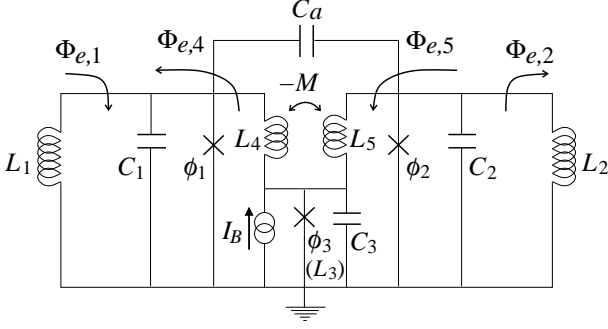 Cₐ
Φₑ,₁ Φₑ,₄ Φₑ,₅ Φₑ,₂
−M
L₁ C₁ ϕ₁ L₄ L₅ ϕ₂ C₂ L₂
I_B ϕ₃ C₃
(L₃)